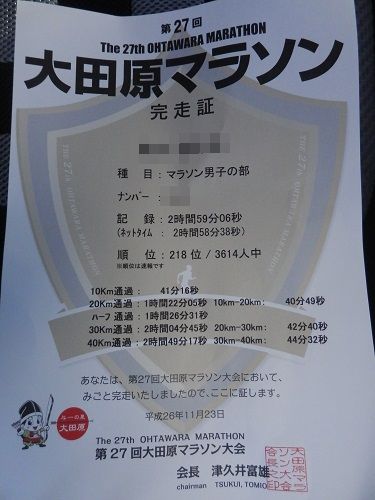 第27回
The 27th OHTAWARA MARATHON
大田原マラソン
完走証
種 目：マラソン男子の部
ナンバー：
記 録：2時間59分06秒
（ネットタイム ： 2時間58分38秒）
順 位：218位 / 3614人中
※順位は速報です
10Km通過： 41分16秒
20Km通過：1時間22分05秒 10km-20km： 40分49秒
ハーフ通過：1時間26分31秒
30Km通過：2時間04分45秒 20km-30km： 42分40秒
40Km通過：2時間49分17秒 30km-40km： 44分32秒
あなたは、第27回大田原マラソン大会において、
みごと完走いたしましたので、ここに証します。
平成26年11月23日
与一の里
大田原
The 27th OHTAWARA MARATHON
第27回大田原マラソン大会
会長 津久井富雄
chairman TSUKUI, TOMIO
THE 27th OHTAWARA MARATHON
THE 27th OHTAWARA MARATHON